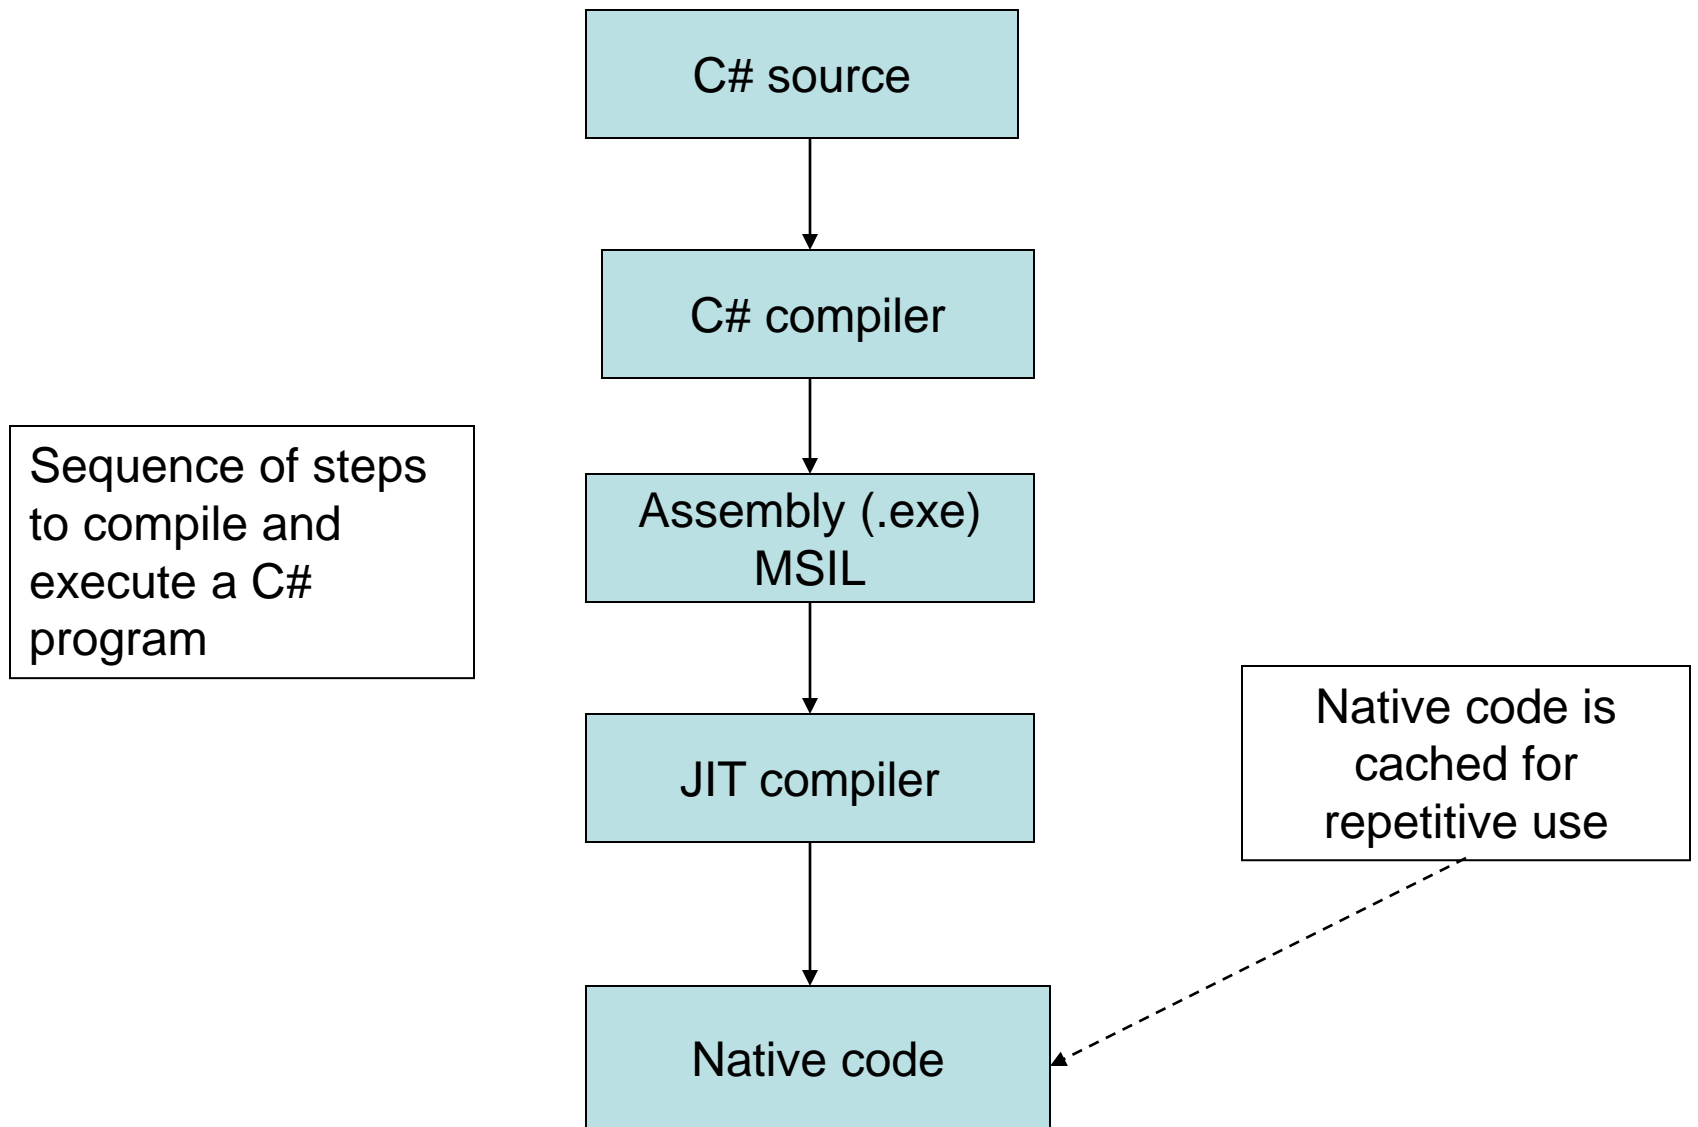 C# source
C# compiler
Sequence of steps
to compile and
execute a C#
program
Assembly (.exe)
MSIL
JIT compiler
Native code is
cached for
repetitive use
Native code